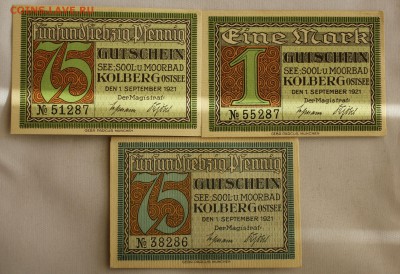 COINS.LAVE.RU
Fünfundsiebzig Pfennig
75
GUTSCHEIN
SEE-, SOOL u. MOORBAD
KOLBERG OSTSEE
DEN 1. SEPTEMBER 1921
Der Magistrat:
№ 51287
Eine Mark
1
GUTSCHEIN
SEE-, SOOL u. MOORBAD
KOLBERG OSTSEE
DEN 1. SEPTEMBER 1921
Der Magistrat:
№ 55287
Fünfundsiebzig Pfennig
75
GUTSCHEIN
SEE-, SOOL u. MOORBAD
KOLBERG OSTSEE
DEN 1. SEPTEMBER 1921
Der Magistrat:
№ 38286